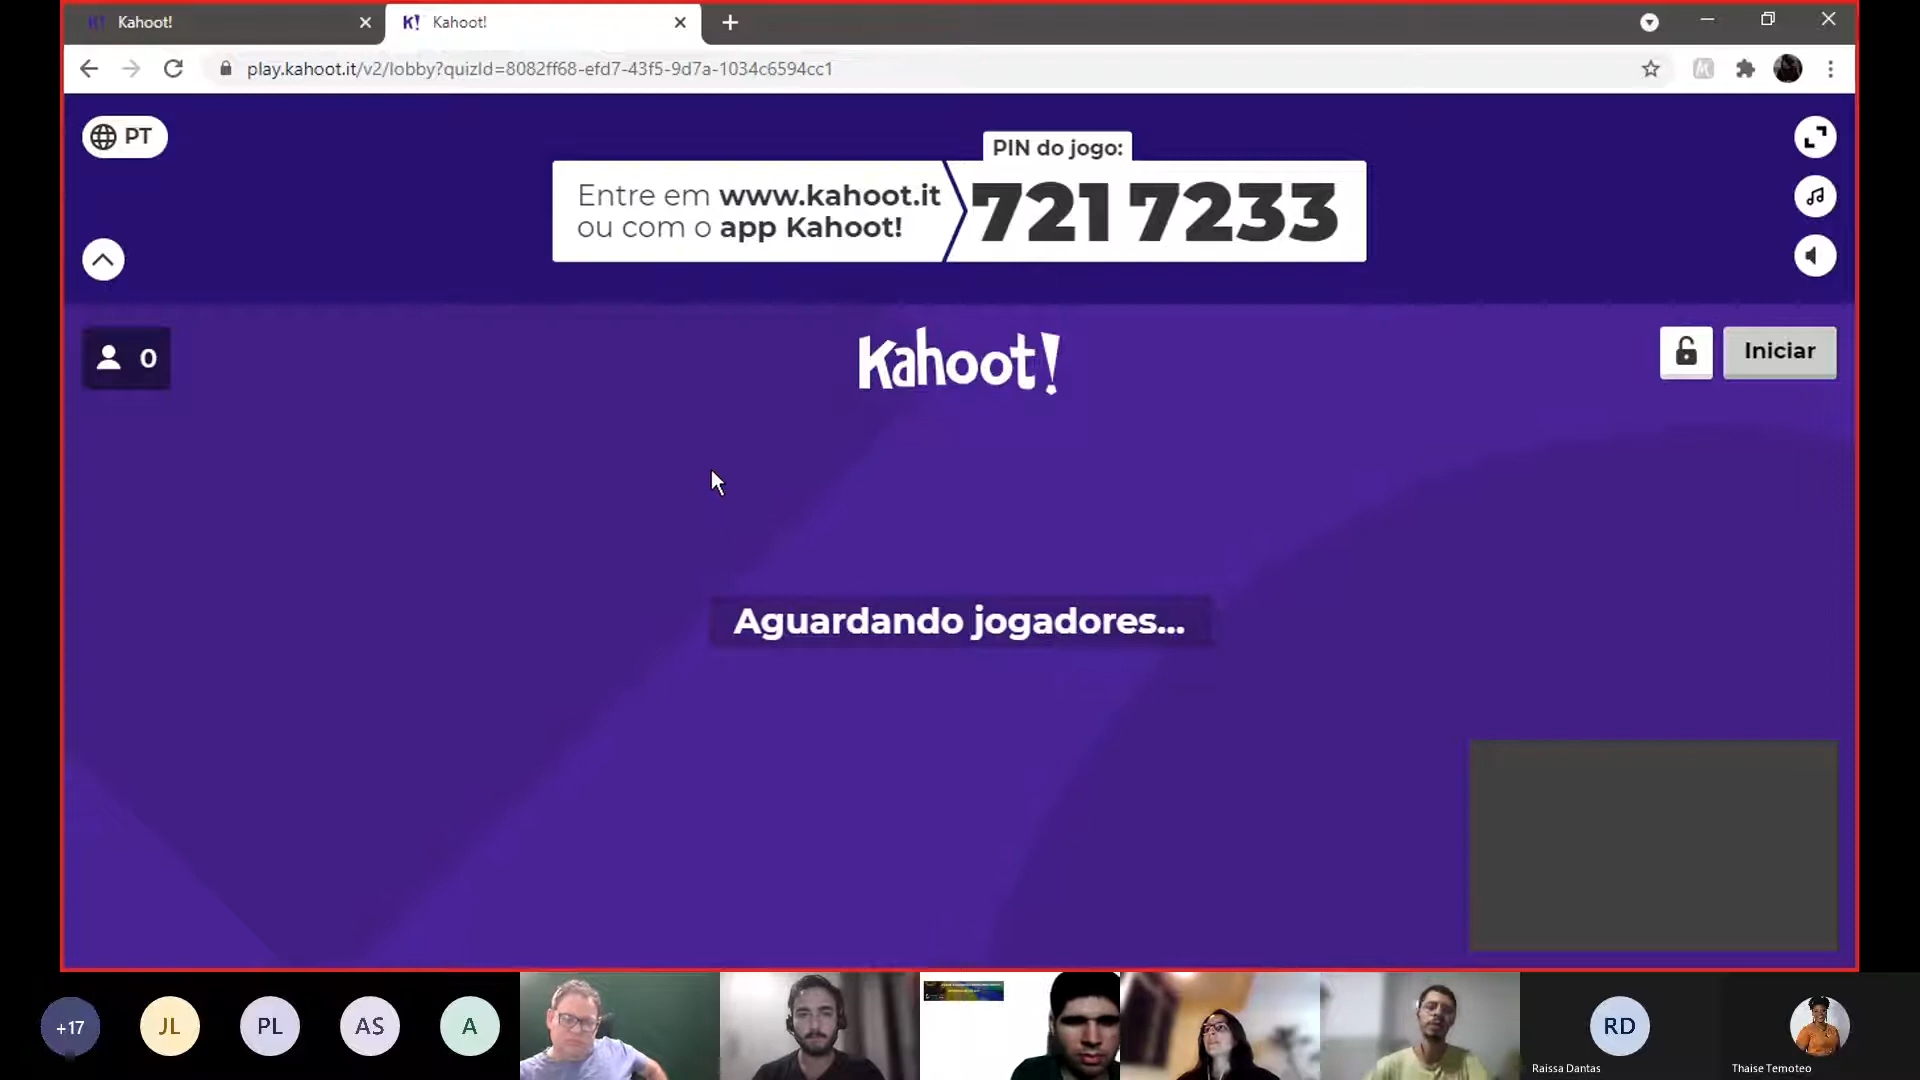 Kahoot!
K! Kahoot!
play.kahoot.it/v2/lobby?quizId=8082ff68-efd7-43f5-9d7a-1034c6594cc1
PT
PIN do jogo:
Entre em www.kahoot.it
ou com o app Kahoot!
721 7233
0
Kahoot!
Iniciar
Aguardando jogadores...
+17
JL
PL
AS
A
RD
Raissa Dantas
Thaise Temoteo